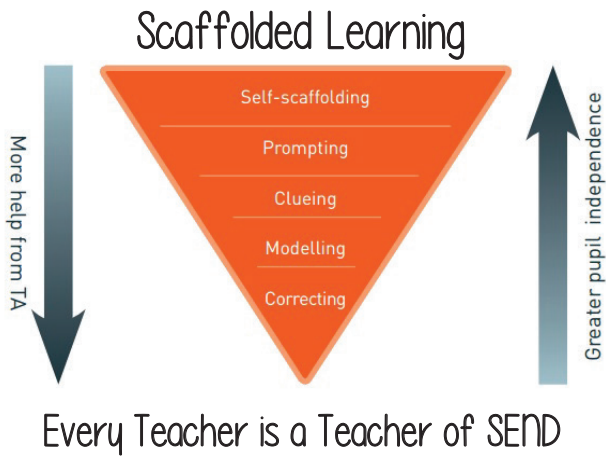 Scaffolded Learning
More help from TA
Self-scaffolding
Prompting
Clueing
Modelling
Correcting
Greater pupil independence
Every Teacher is a Teacher of SEND